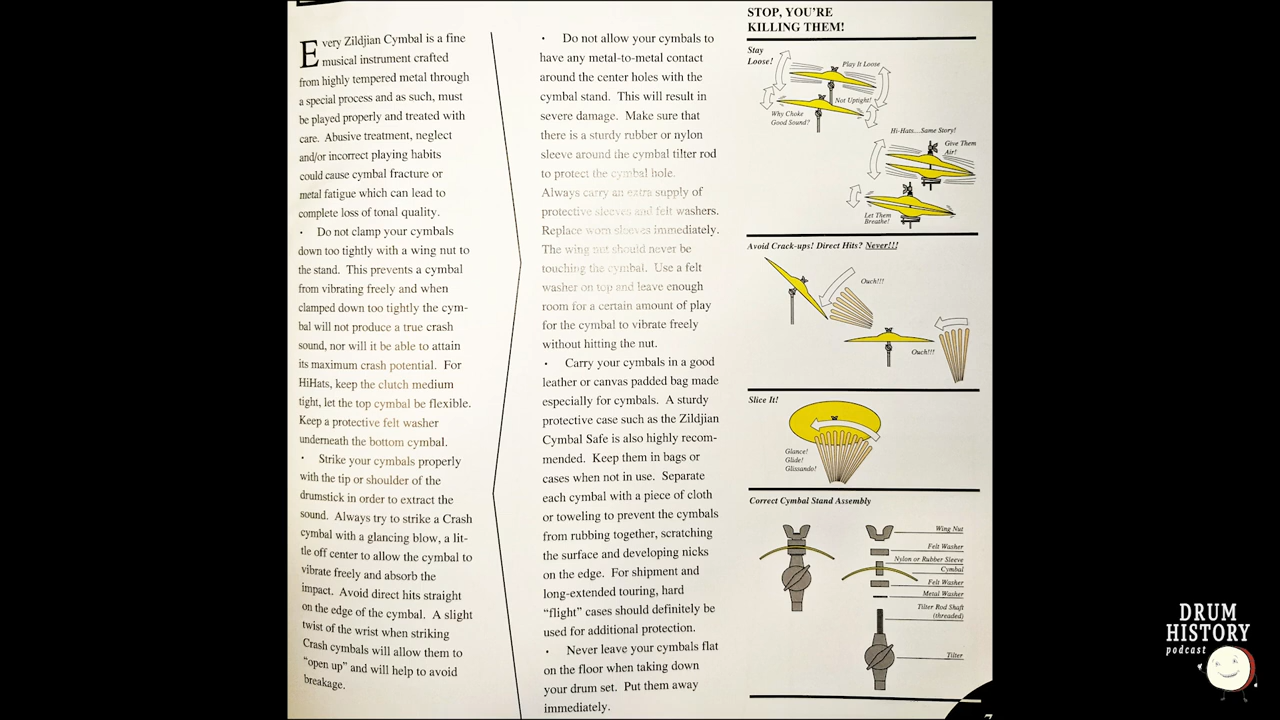 Every Zildjian Cymbal is a fine
musical instrument crafted
from highly tempered metal through
a special process and as such, must
be played properly and treated with
care. Abusive treatment, neglect
and/or incorrect playing habits
could cause cymbal fracture or
metal fatigue which can lead to
complete loss of tonal quality.
· Do not clamp your cymbals
down too tightly with a wing nut to
the stand. This prevents a cymbal
from vibrating freely and when
clamped down too tightly the cym-
bal will not produce a true crash
sound, nor will it be able to attain
its maximum crash potential. For
HiHats, keep the clutch medium
tight, let the top cymbal be flexible.
Keep a protective felt washer
underneath the bottom cymbal.
· Strike your cymbals properly
with the tip or shoulder of the
drumstick in order to extract the
sound. Always try to strike a Crash
cymbal with a glancing blow, a lit-
tle off center to allow the cymbal to
vibrate freely and absorb the
impact. Avoid direct hits straight
on the edge of the cymbal. A slight
twist of the wrist when striking
Crash cymbals will allow them to
"open up" and will help to avoid
breakage.
· Do not allow your cymbals to
have any metal-to-metal contact
around the center holes with the
cymbal stand. This will result in
severe damage. Make sure that
there is a sturdy rubber or nylon
sleeve around the cymbal tilter rod
to protect the cymbal hole.
Always carry an extra supply of
protective sleeves and felt washers.
Replace worn sleeves immediately.
The wing nut should never be
touching the cymbal. Use a felt
washer on top and leave enough
room for a certain amount of play
for the cymbal to vibrate freely
without hitting the nut.
· Carry your cymbals in a good
leather or canvas padded bag made
especially for cymbals. A sturdy
protective case such as the Zildjian
Cymbal Safe is also highly recom-
mended. Keep them in bags or
cases when not in use. Separate
each cymbal with a piece of cloth
or toweling to prevent the cymbals
from rubbing together, scratching
the surface and developing nicks
on the edge. For shipment and
long-extended touring, hard
"flight" cases should definitely be
used for additional protection.
· Never leave your cymbals flat
on the floor when taking down
your drum set. Put them away
immediately.
STOP, YOU'RE
KILLING THEM!
Stay
Loose!
Play It Loose
Not Uptight!
Why Choke
Good Sound?
Hi-Hats...Same Story!
Give Them
Air!
Let Them
Breathe!
Avoid Crack-ups! Direct Hits? Never!!!
Ouch!!!
Ouch!!!
Slice It!
Glance!
Glide!
Glissando!
Correct Cymbal Stand Assembly
Wing Nut
Felt Washer
Nylon or Rubber Sleeve
Cymbal
Felt Washer
Metal Washer
Tilter Rod Shaft
(threaded)
Tilter
DRUM
HISTORY
podcast